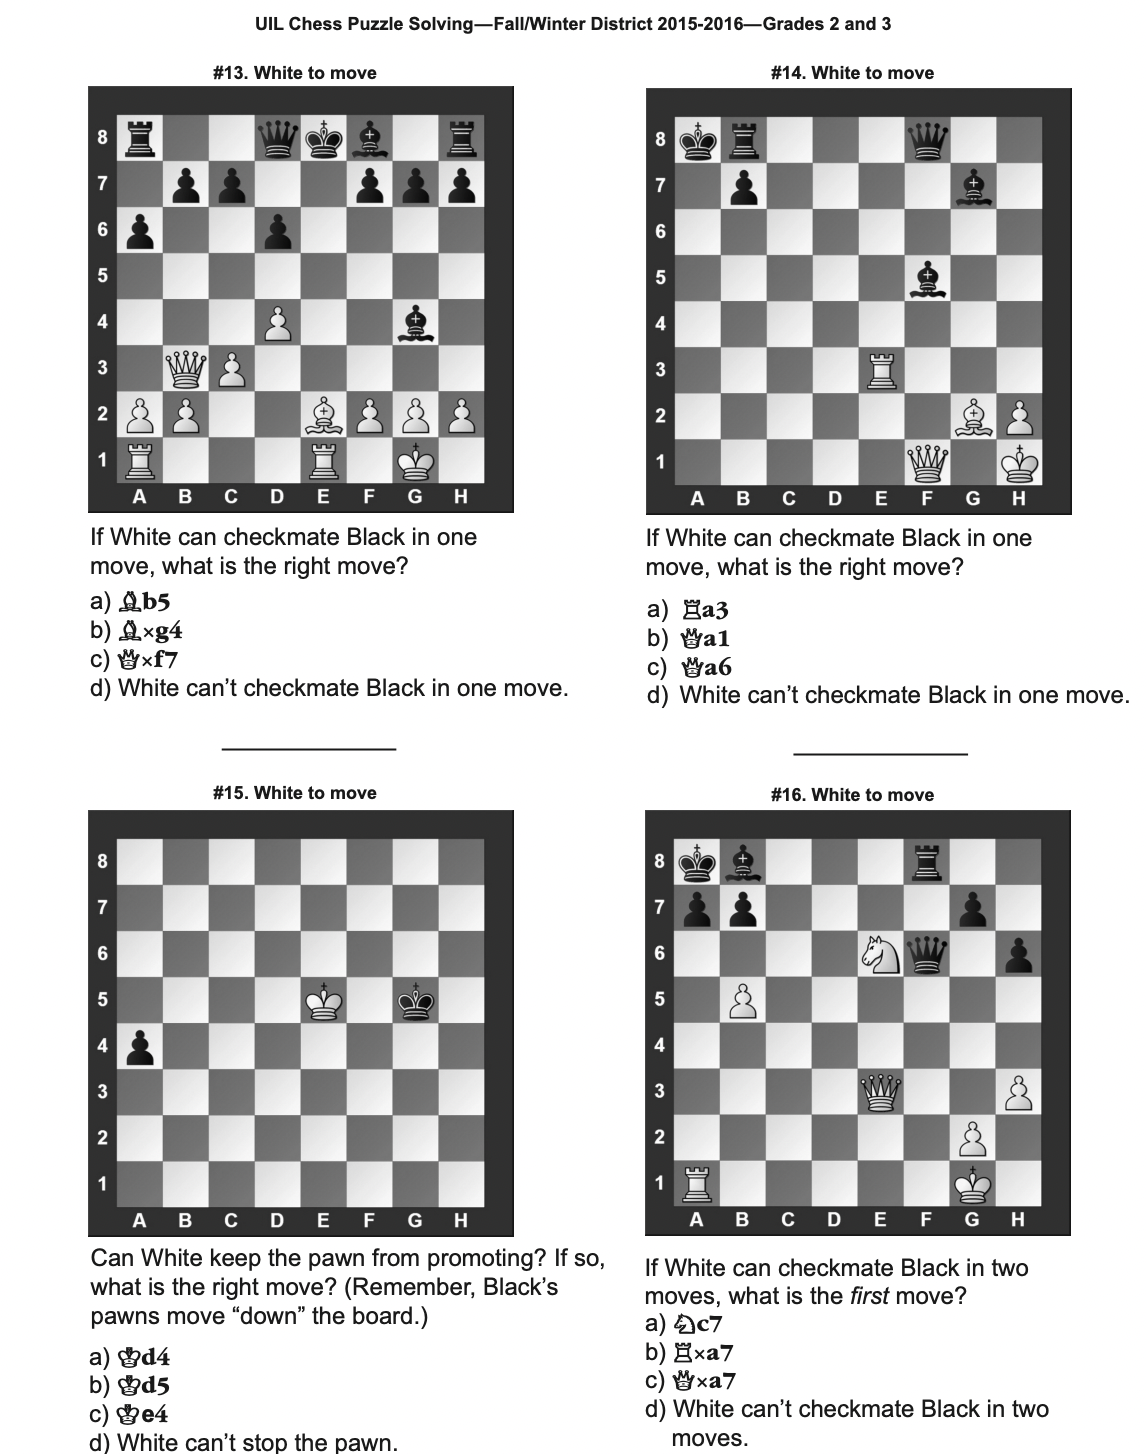 UIL Chess Puzzle Solving—Fall/Winter District 2015-2016—Grades 2 and 3
#13. White to move
8
7
6
5
4
3
2
1
A B C D E F G H
If White can checkmate Black in one
move, what is the right move?
a) ♗b5
b) ♗×g4
c) ♕×f7
d) White can’t checkmate Black in one move.
#14. White to move
8
7
6
5
4
3
2
1
A B C D E F G H
If White can checkmate Black in one
move, what is the right move?
a) ♖a3
b) ♕a1
c) ♕a6
d) White can’t checkmate Black in one move.
#15. White to move
8
7
6
5
4
3
2
1
A B C D E F G H
Can White keep the pawn from promoting? If so,
what is the right move? (Remember, Black’s
pawns move “down” the board.)
a) ♔d4
b) ♔d5
c) ♔e4
d) White can’t stop the pawn.
#16. White to move
8
7
6
5
4
3
2
1
A B C D E F G H
If White can checkmate Black in two
moves, what is the first move?
a) ♘c7
b) ♖×a7
c) ♕×a7
d) White can’t checkmate Black in two
moves.